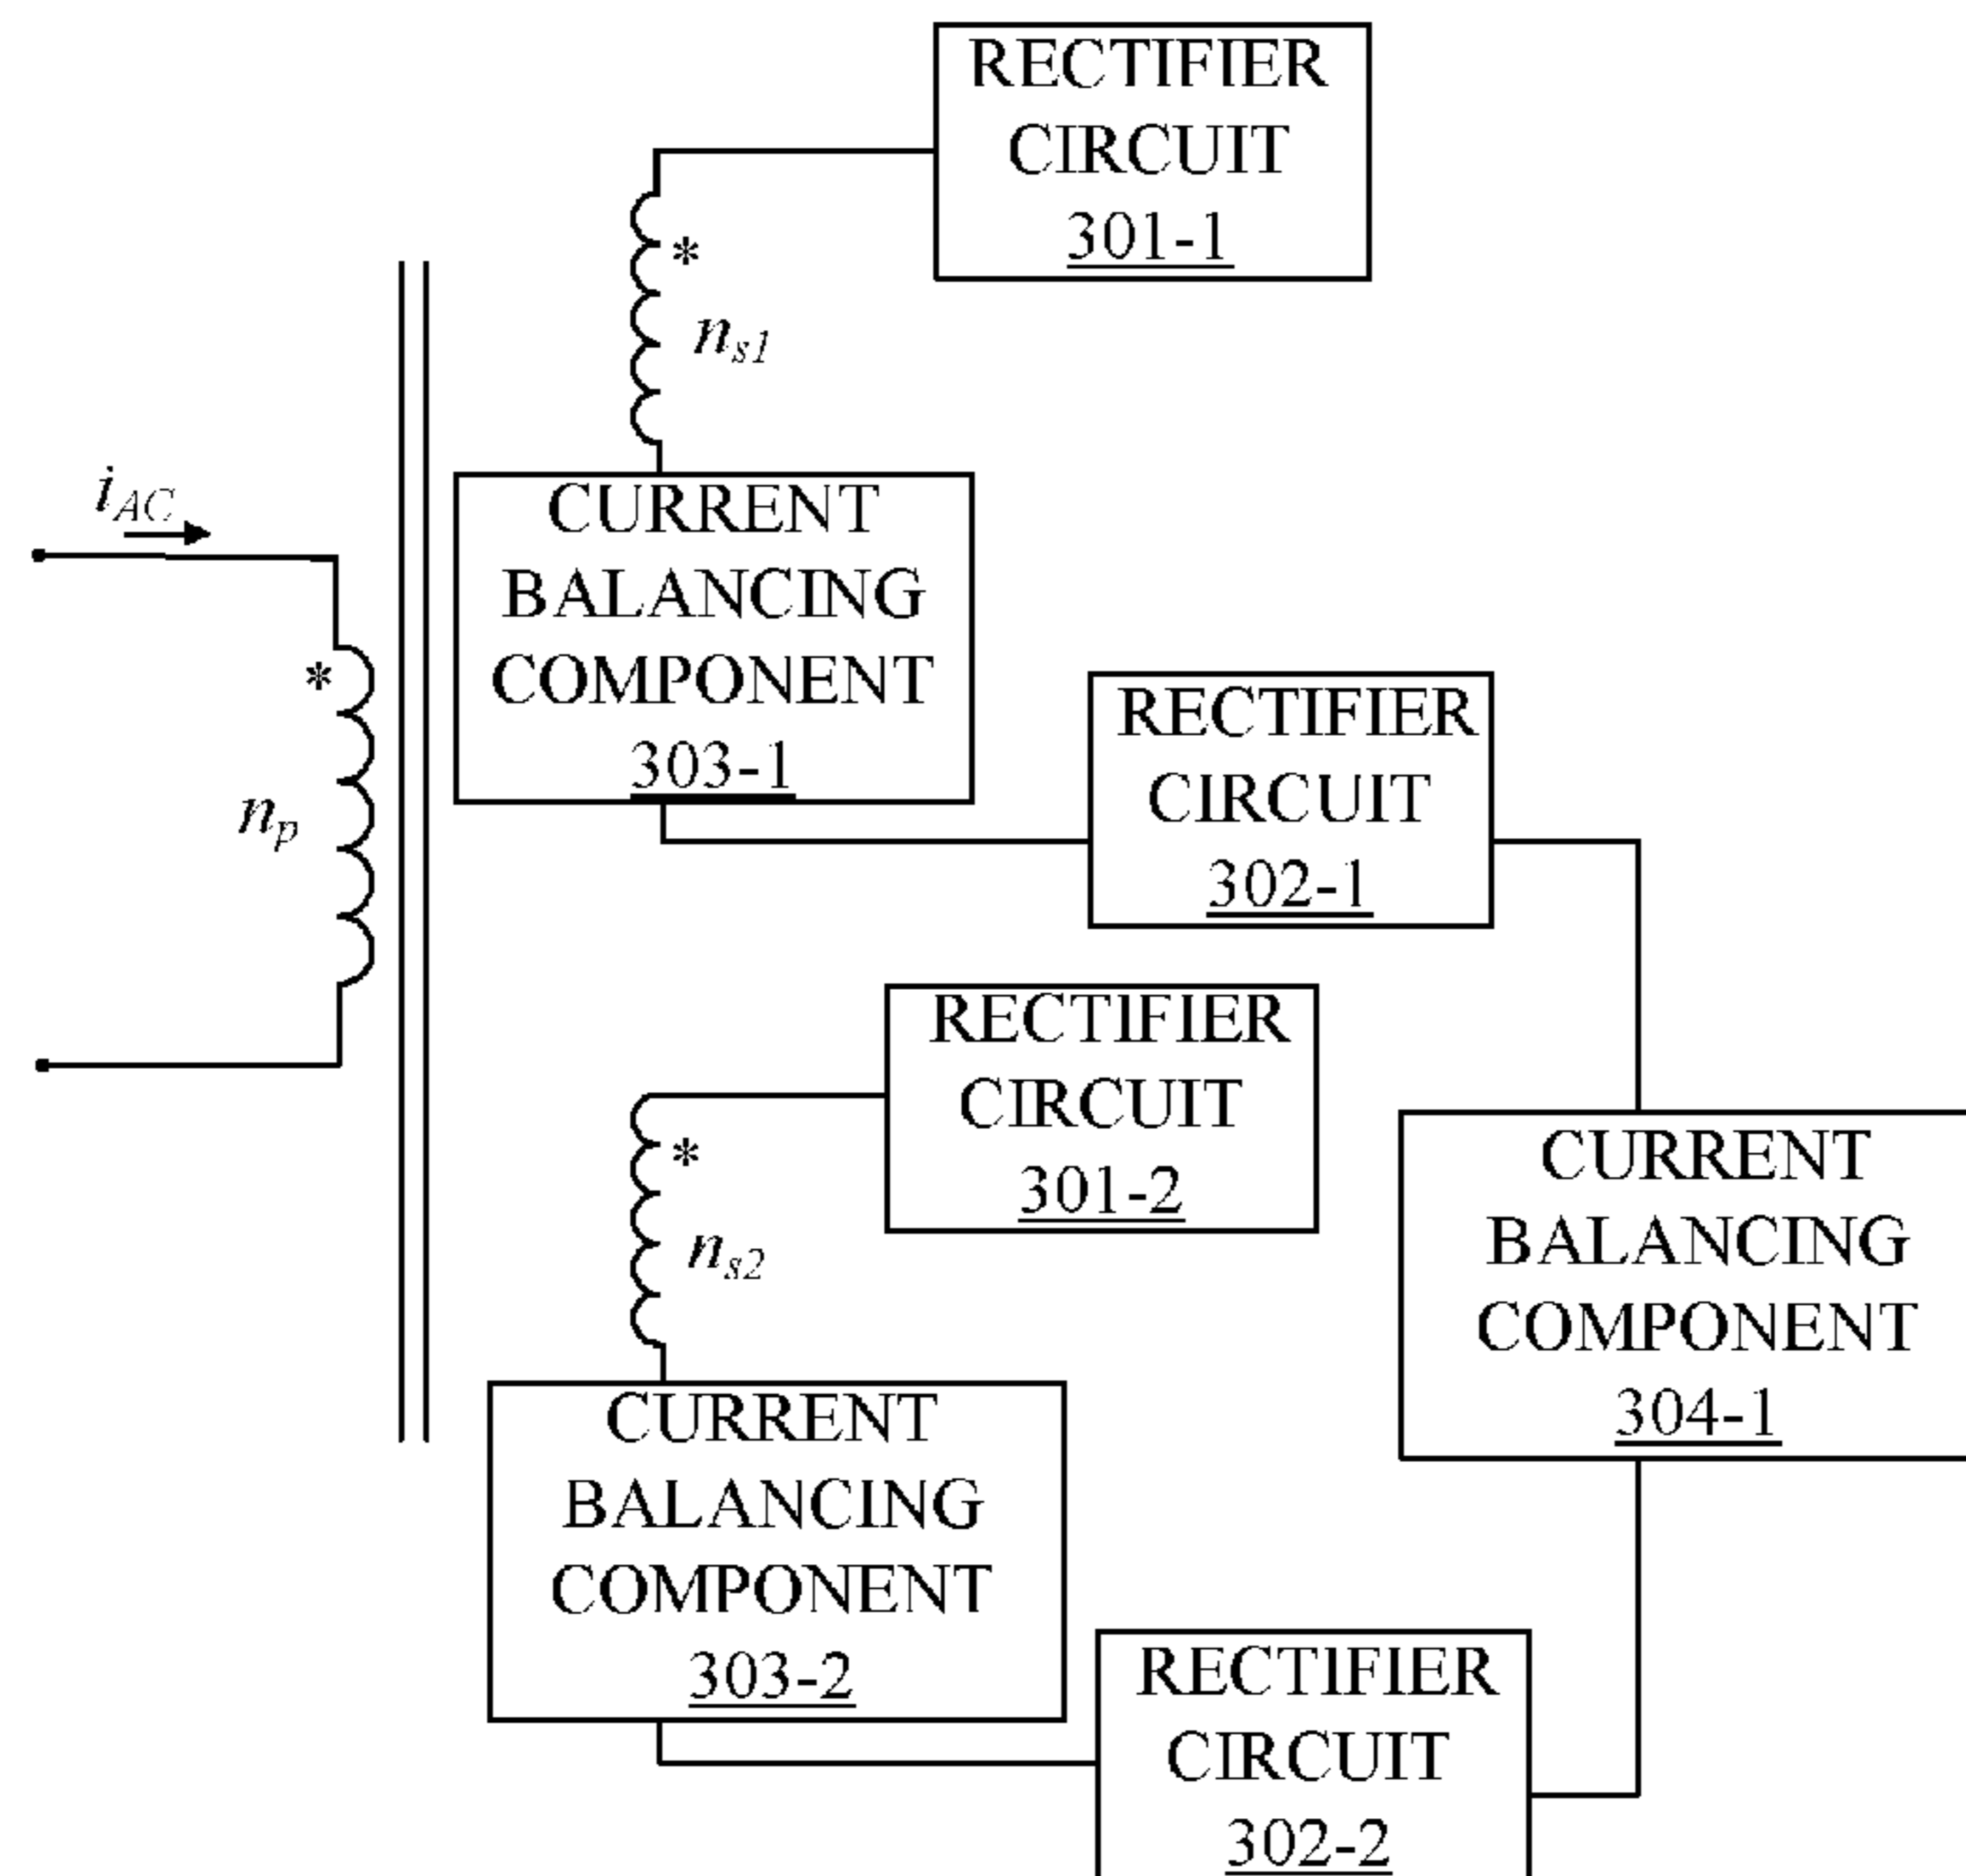 RECTIFIER
CIRCUIT
301-1
*
n_s1
i_AC
CURRENT
BALANCING
COMPONENT
303-1
*
n_p
RECTIFIER
CIRCUIT
302-1
RECTIFIER
CIRCUIT
301-2
*
n_s2
CURRENT
BALANCING
COMPONENT
304-1
CURRENT
BALANCING
COMPONENT
303-2
RECTIFIER
CIRCUIT
302-2